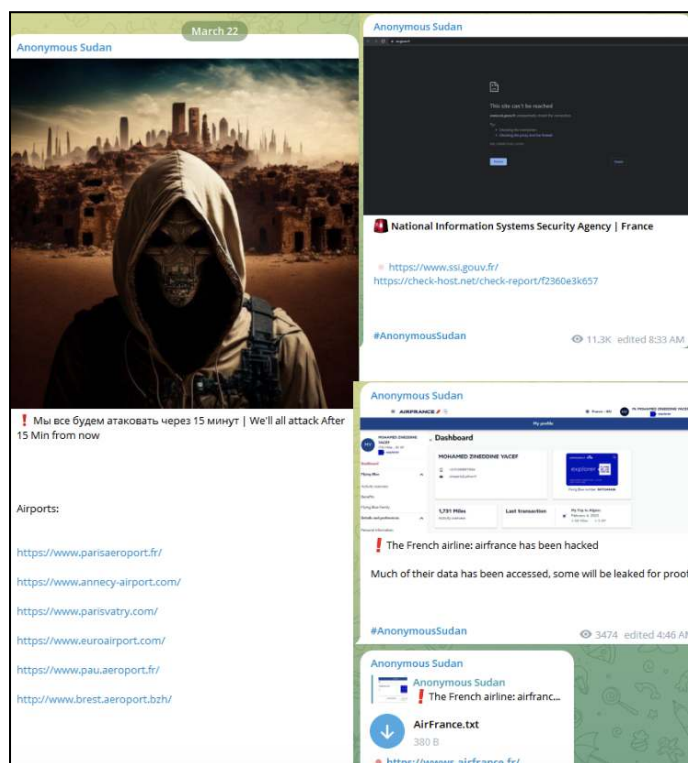 March 22
Anonymous Sudan
❗ Мы все будем атаковать через 15 минут | We'll all attack After
15 Min from now
Airports:
https://www.parisaeroport.fr/
https://www.annecy-airport.com/
https://www.parisvatry.com/
https://www.euroairport.com/
https://www.pau.aeroport.fr/
http://www.brest.aeroport.bzh/
Anonymous Sudan
This site can't be reached
National Information Systems Security Agency | France
https://www.ssi.gouv.fr/
https://check-host.net/check-report/f2360e3k657
#AnonymousSudan
11.3K edited 8:33 AM
Anonymous Sudan
AIRFRANCE
My profile
Dashboard
MOHAMED ZINEDDINE YACEF
explorer
1,731 Miles
Last transaction
❗ The French airline: airfrance has been hacked
Much of their data has been accessed, some will be leaked for proof
#AnonymousSudan
3474 edited 4:46 AM
Anonymous Sudan
Anonymous Sudan
❗ The French airline: airfranc...
AirFrance.txt
380 B